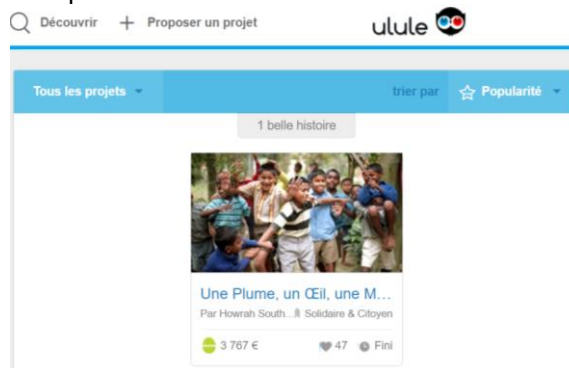 Découvrir + Proposer un projet ulule
Tous les projets trier par Popularité
1 belle histoire
Une Plume, un Œil, une M...
Par Howrah South... Solidaire & Citoyen
3 767 € 47 Fini